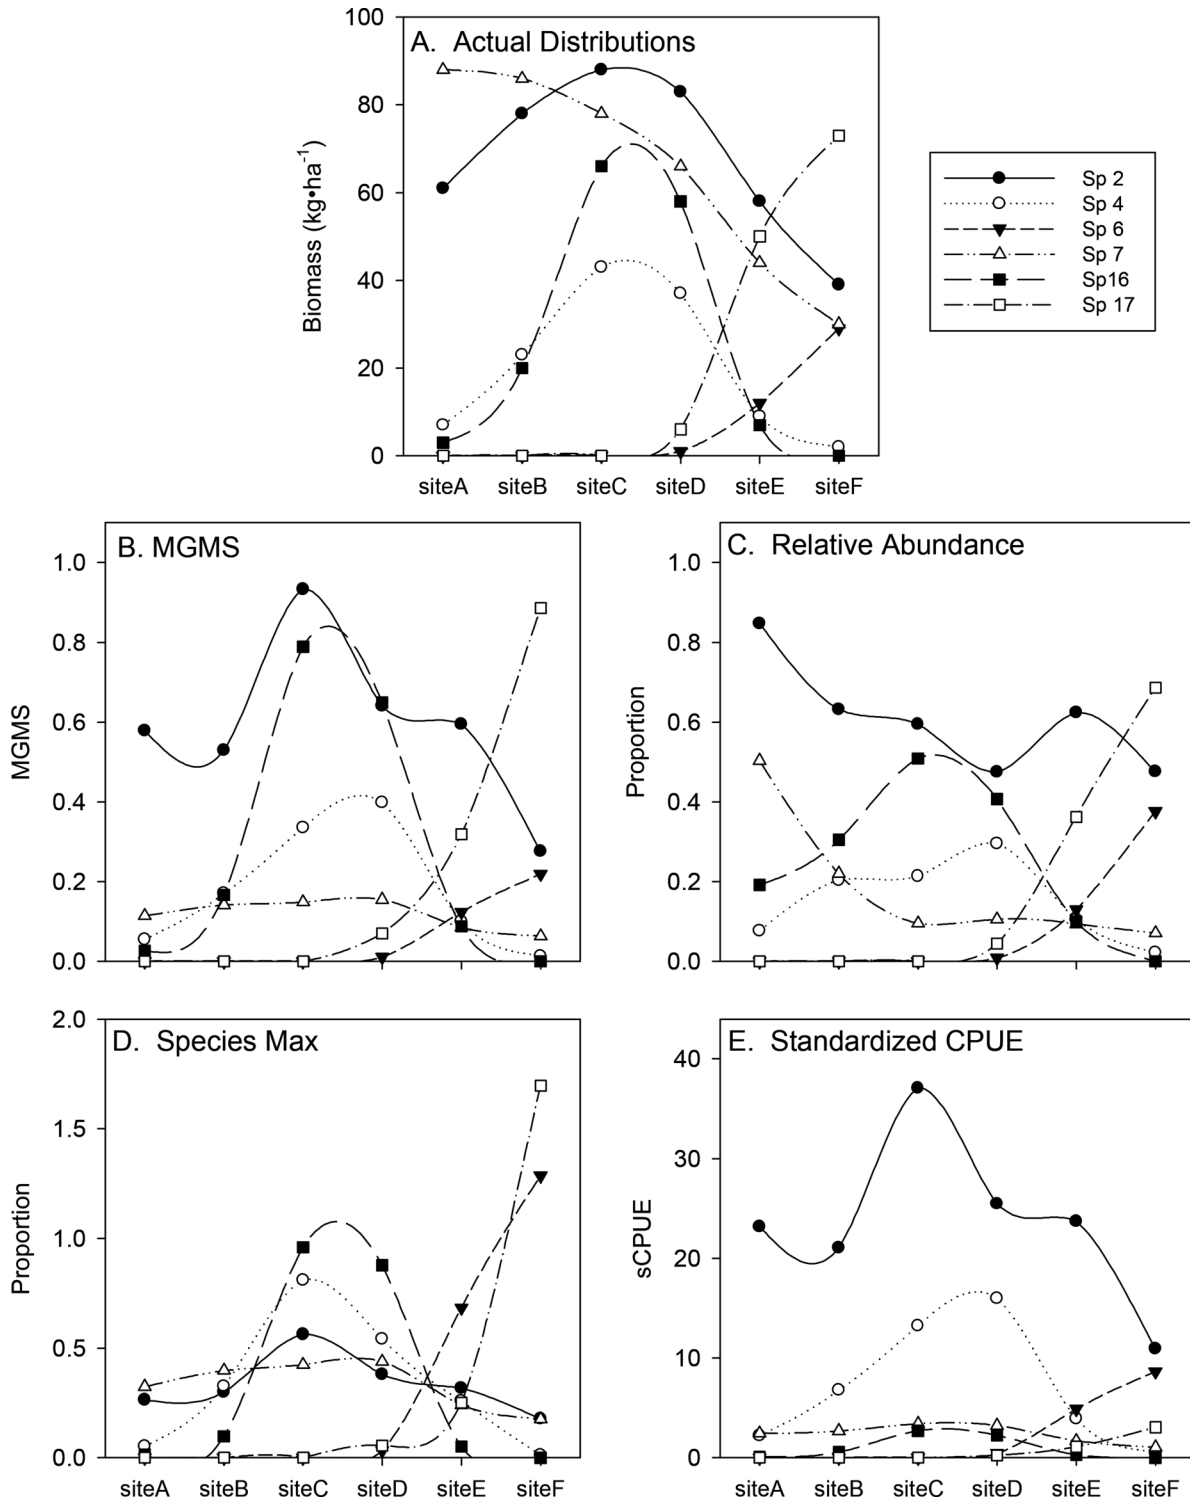 A. Actual Distributions
100
80
60
40
20
0
Biomass (kg•ha⁻¹)
siteA siteB siteC siteD siteE siteF
Sp 2
Sp 4
Sp 6
Sp 7
Sp16
Sp 17
B. MGMS
1.0
0.8
0.6
0.4
0.2
0.0
MGMS
C. Relative Abundance
1.0
0.8
0.6
0.4
0.2
0.0
Proportion
D. Species Max
2.0
1.5
1.0
0.5
0.0
Proportion
siteA siteB siteC siteD siteE siteF
E. Standardized CPUE
40
30
20
10
0
sCPUE
siteA siteB siteC siteD siteE siteF